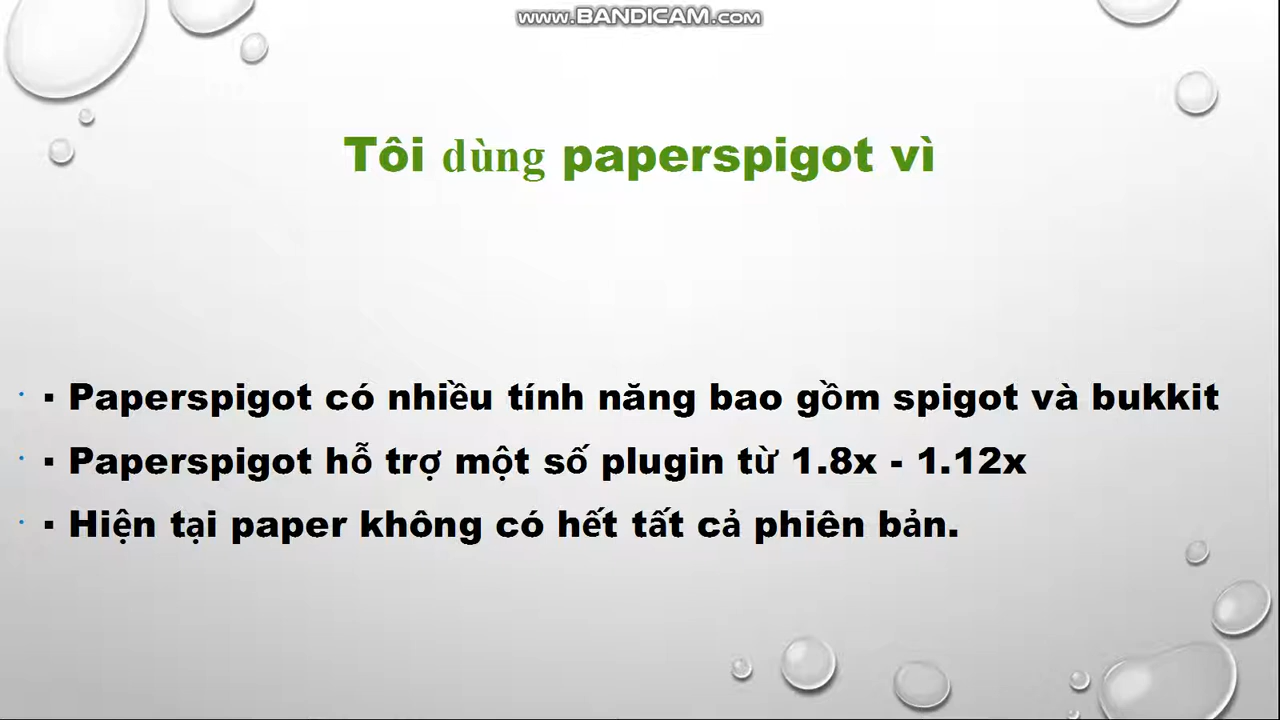 www.BANDICAM.com
Tôi dùng paperspigot vì
▪ Paperspigot có nhiều tính năng bao gồm spigot và bukkit
▪ Paperspigot hỗ trợ một số plugin từ 1.8x - 1.12x
▪ Hiện tại paper không có hết tất cả phiên bản.